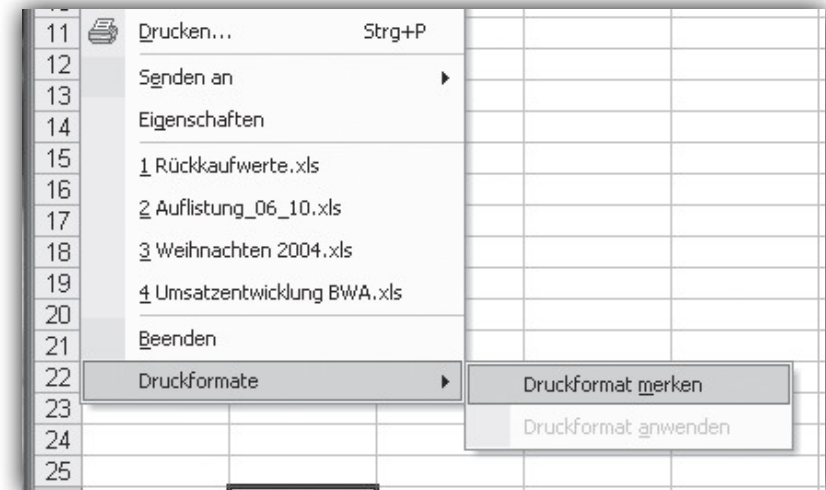 11 Drucken... Strg+P
12
Senden an
13
14 Eigenschaften
15
1 Rückkaufwerte.xls
16
2 Auflistung_06_10.xls
17
18 3 Weihnachten 2004.xls
19
4 Umsatzentwicklung BWA.xls
20
21 Beenden
22 Druckformate Druckformat merken
23
24 Druckformat anwenden
25